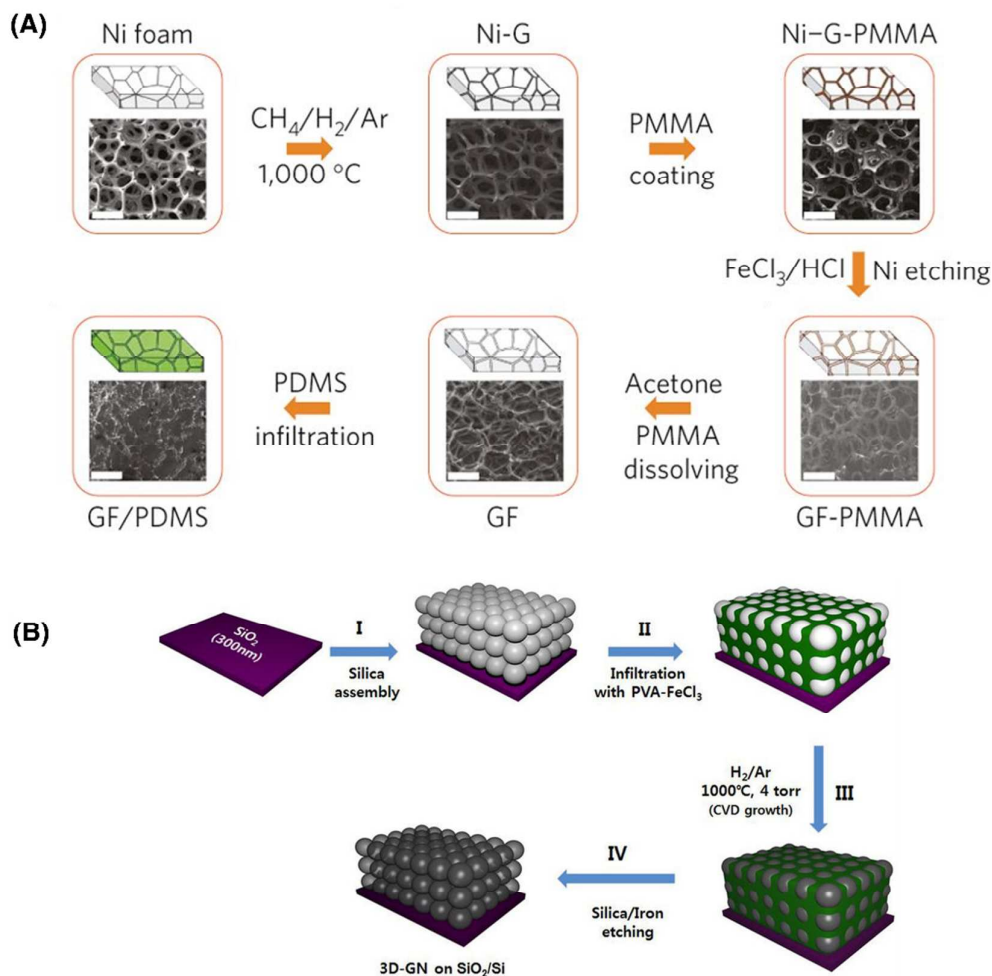 (A)
Ni foam
Ni-G
Ni–G-PMMA
CH₄/H₂/Ar
1,000 °C
PMMA
coating
FeCl₃/HCl
Ni etching
PDMS
infiltration
Acetone
PMMA
dissolving
GF/PDMS
GF
GF-PMMA
(B)
SiO₂
(300nm)
I
Silica
assembly
II
Infiltration
with PVA-FeCl₃
H₂/Ar
1000℃, 4 torr
(CVD growth)
III
IV
Silica/Iron
etching
3D-GN on SiO₂/Si